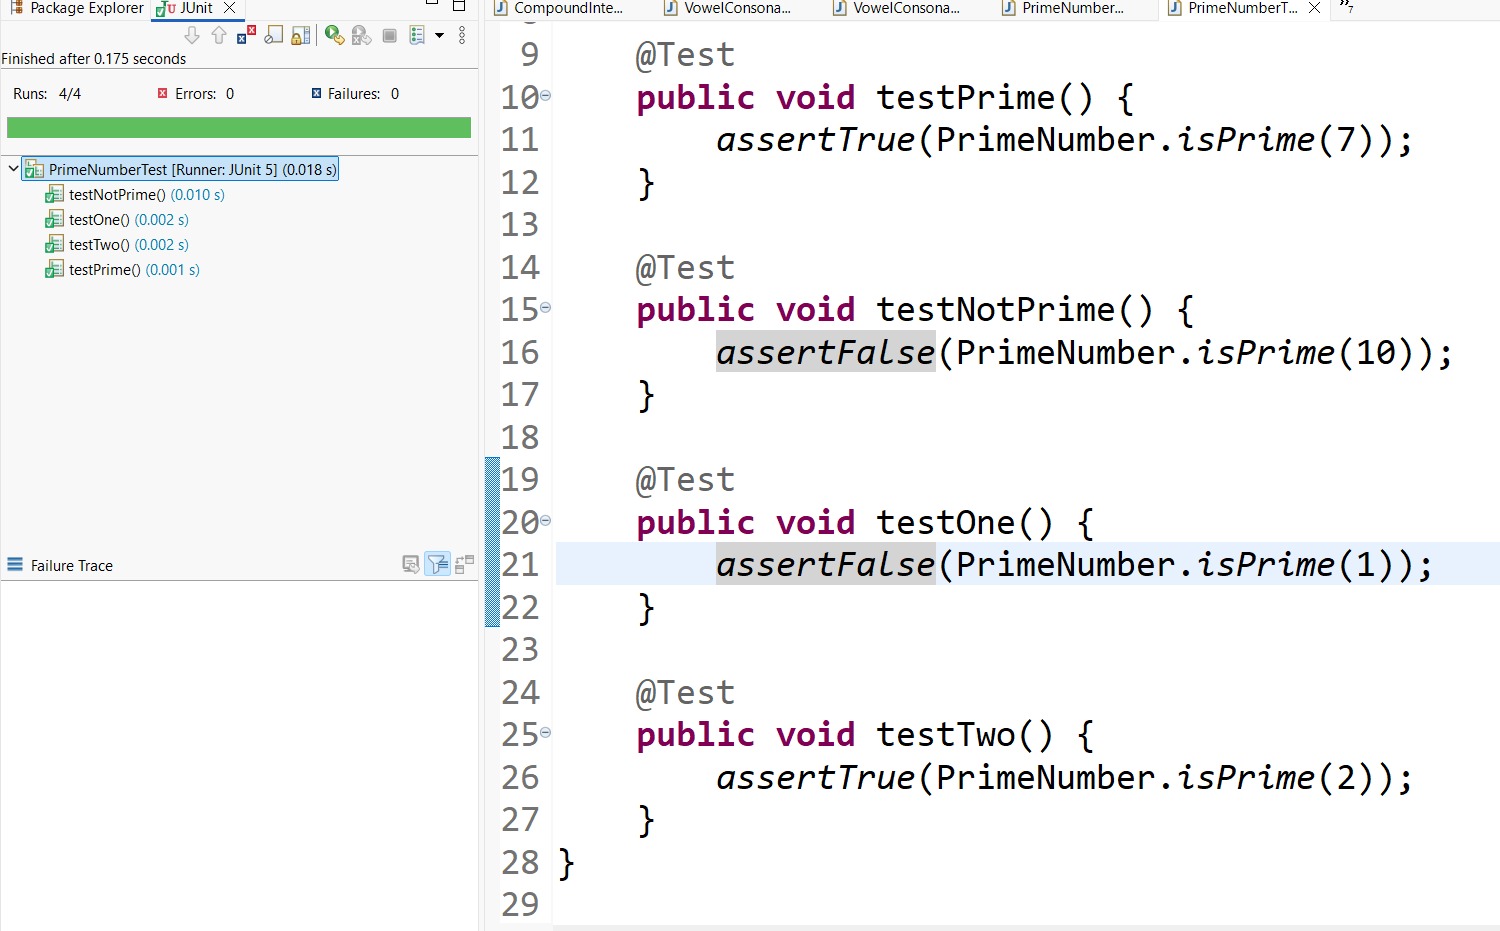 Package Explorer
JUnit
Finished after 0.175 seconds
Runs: 4/4
Errors: 0
Failures: 0
PrimeNumberTest [Runner: JUnit 5] (0.018 s)
testNotPrime() (0.010 s)
testOne() (0.002 s)
testTwo() (0.002 s)
testPrime() (0.001 s)
Failure Trace
CompoundInte...
VowelConsona...
VowelConsona...
PrimeNumber...
PrimeNumberT...
»7
9 @Test
10 public void testPrime() {
11 assertTrue(PrimeNumber.isPrime(7));
12 }
13
14 @Test
15 public void testNotPrime() {
16 assertFalse(PrimeNumber.isPrime(10));
17 }
18
19 @Test
20 public void testOne() {
21 assertFalse(PrimeNumber.isPrime(1));
22 }
23
24 @Test
25 public void testTwo() {
26 assertTrue(PrimeNumber.isPrime(2));
27 }
28 }
29